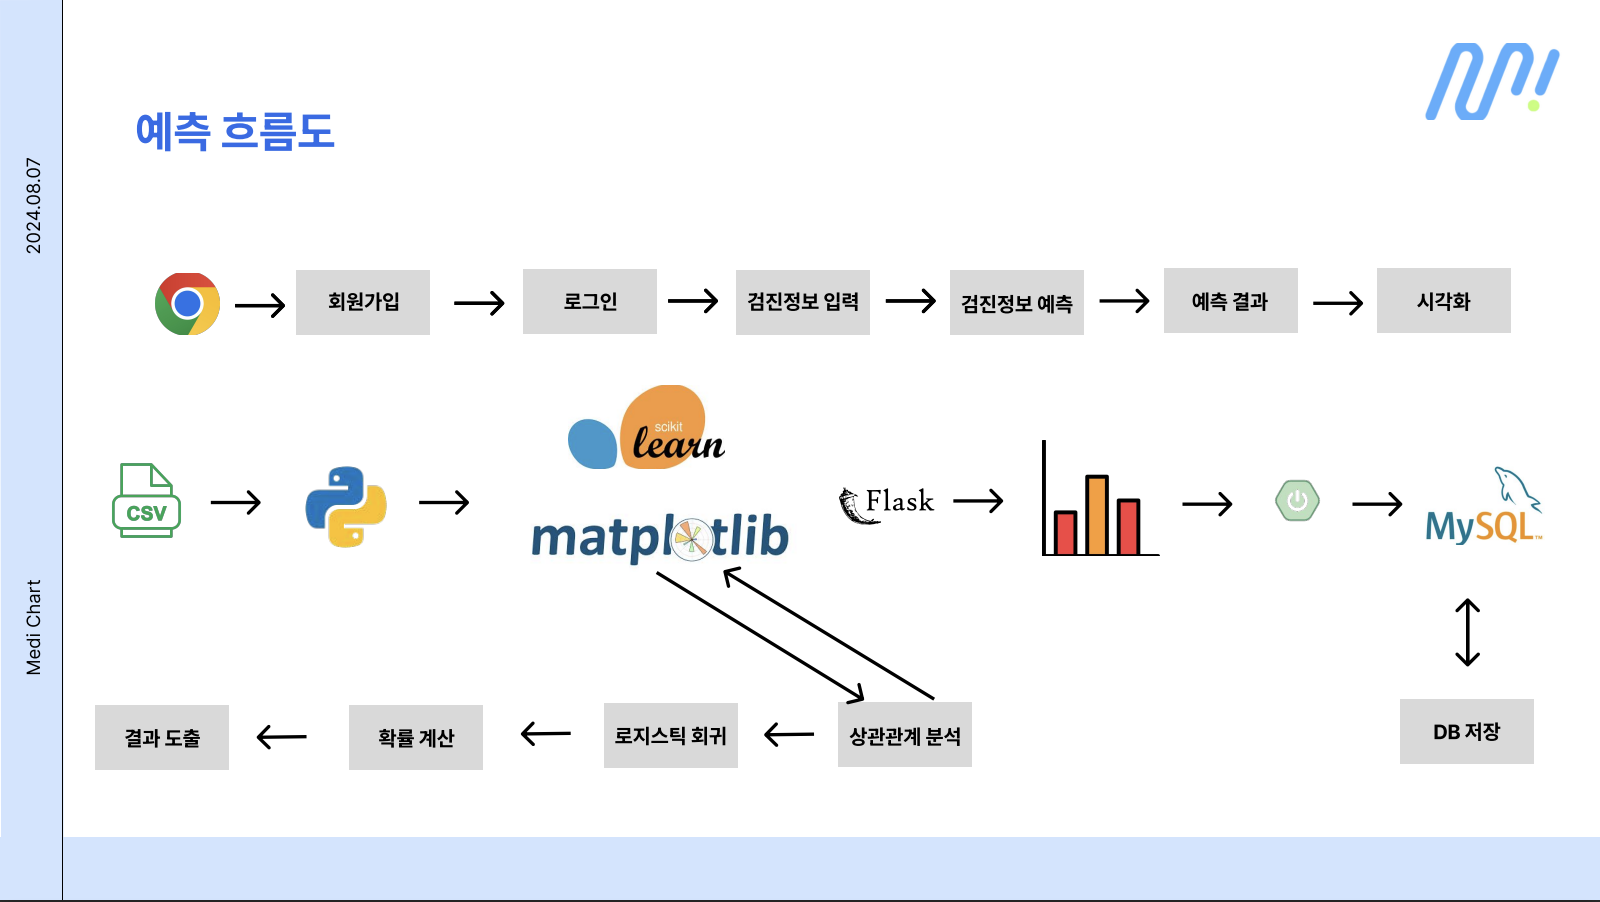 예측 흐름도
2024.08.07
Medi Chart
회원가입
로그인
검진정보 입력
검진정보 예측
예측 결과
시각화
CSV
scikit
learn
matplotlib
Flask
MySQL™
결과 도출
확률 계산
로지스틱 회귀
상관관계 분석
DB 저장